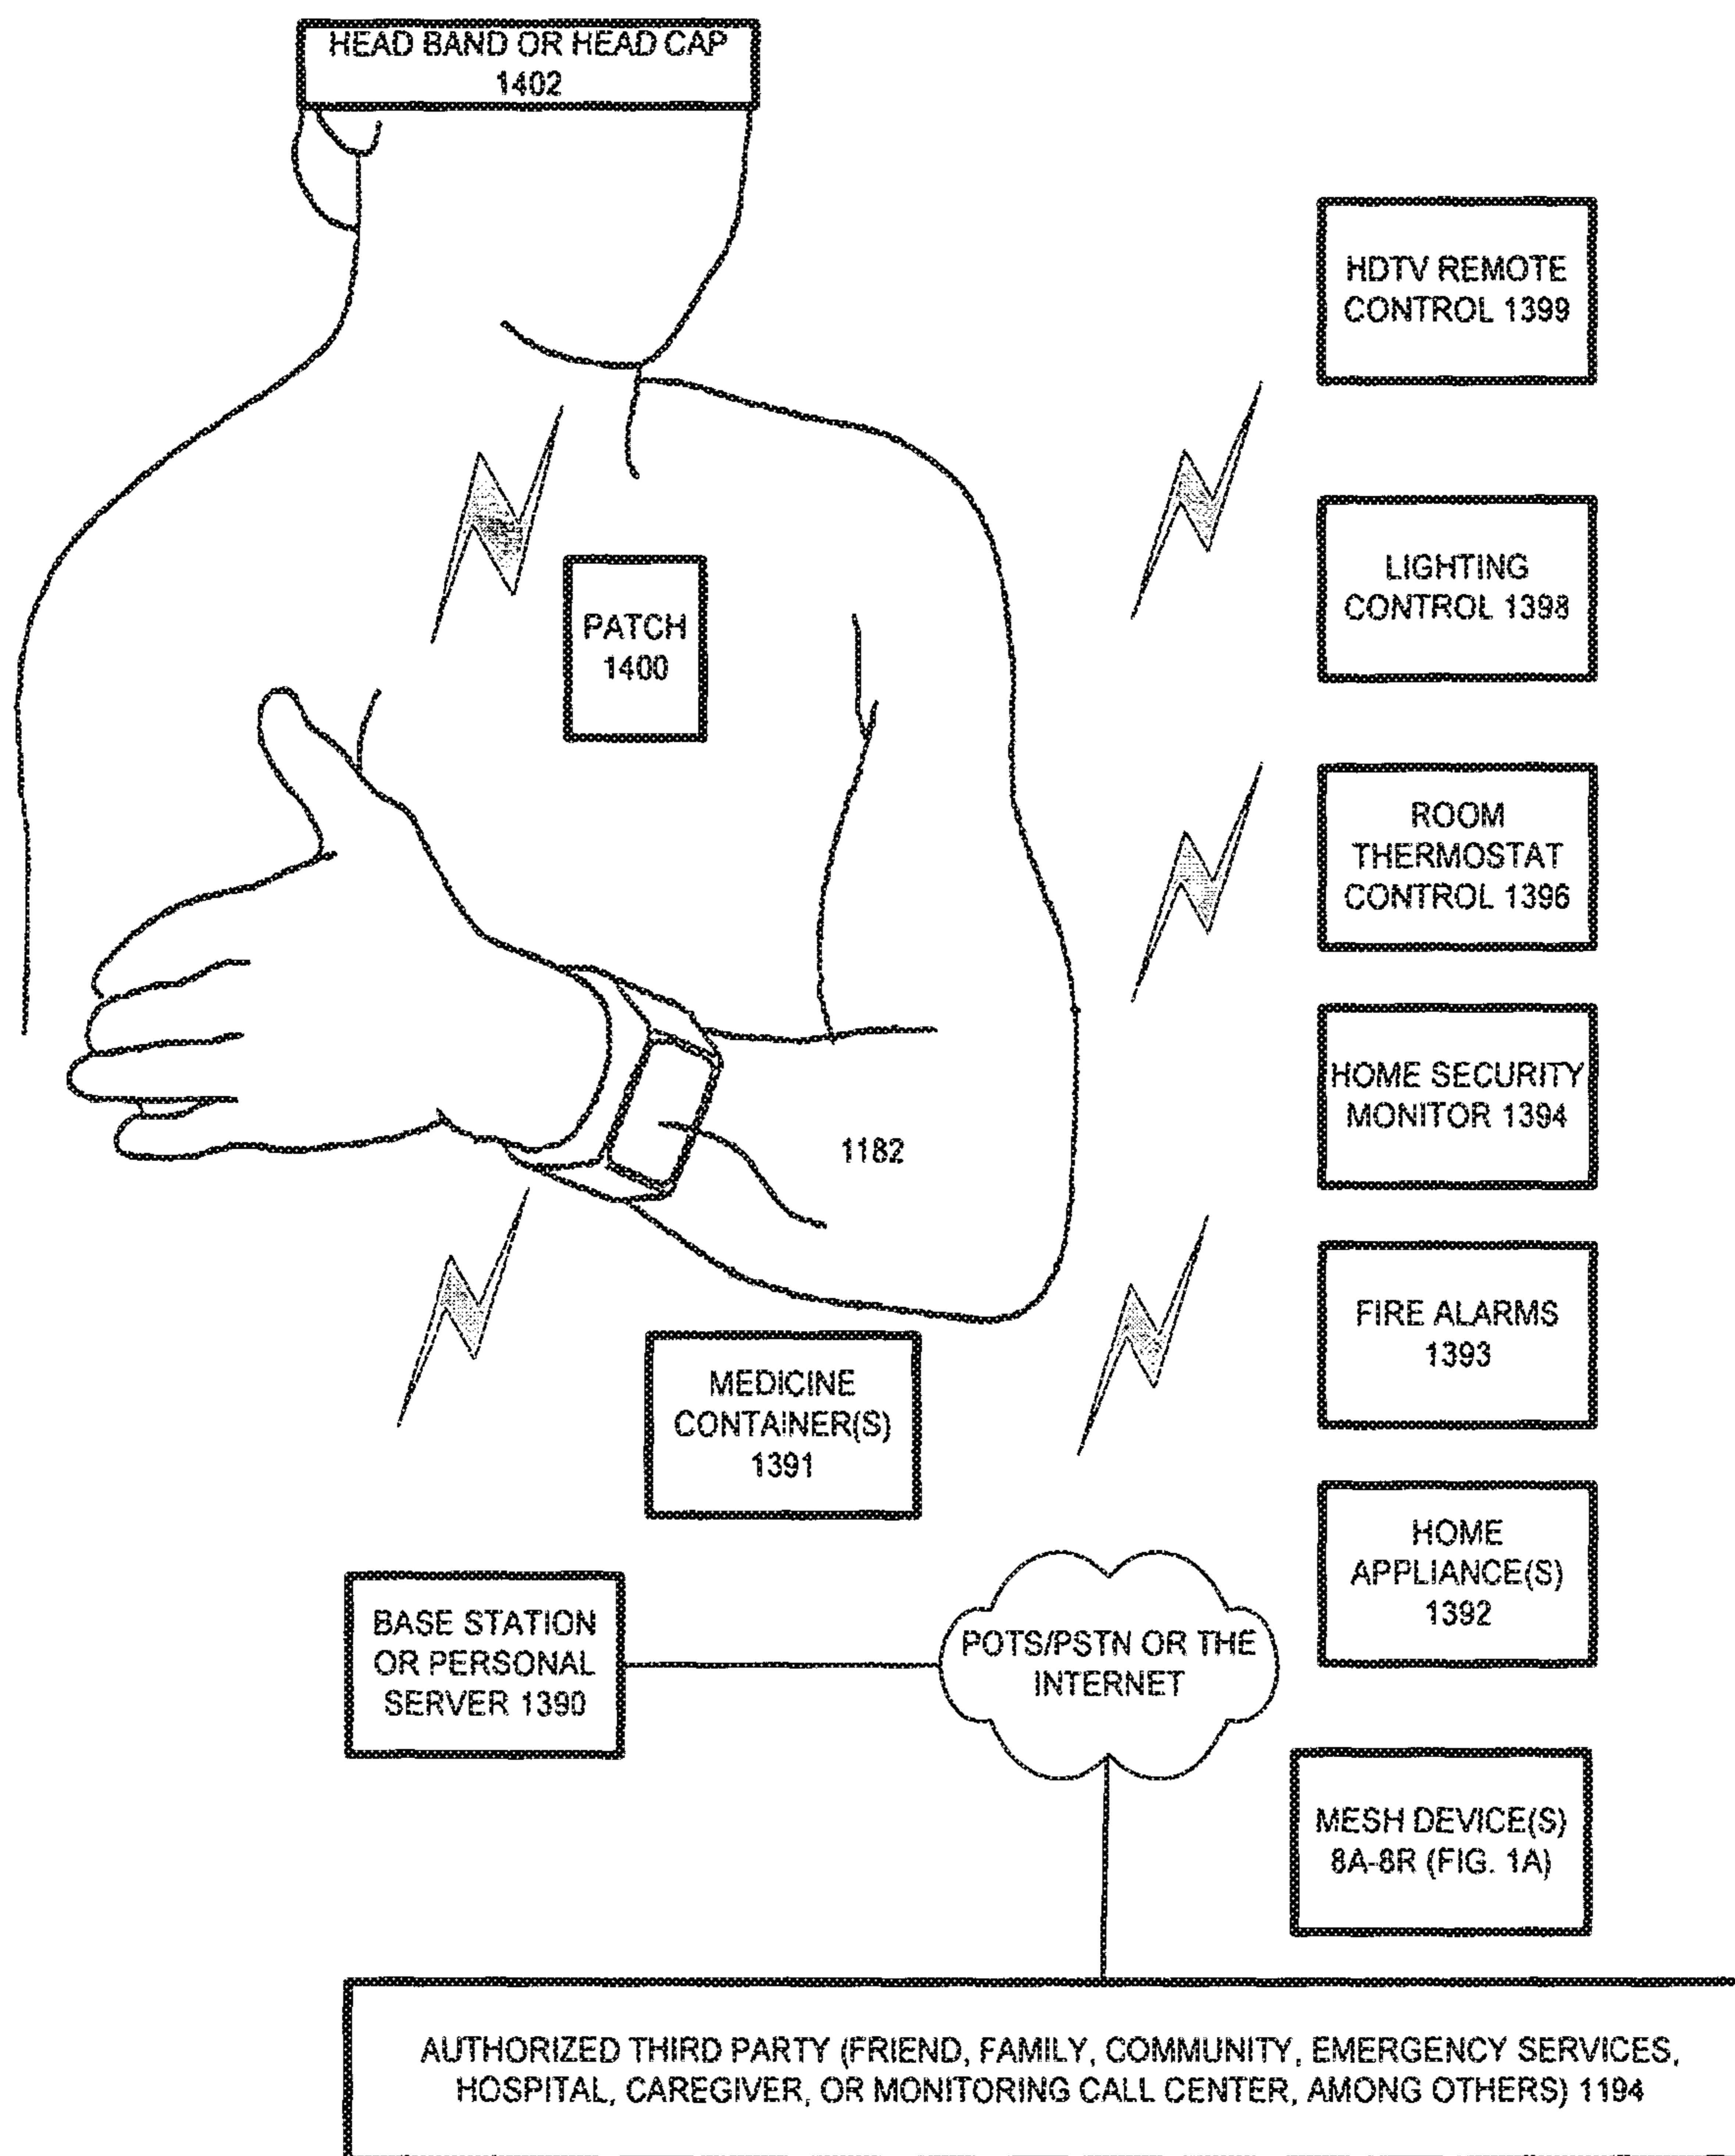 HEAD BAND OR HEAD CAP
1402
HDTV REMOTE
CONTROL 1399
LIGHTING
CONTROL 1398
PATCH
1400
ROOM
THERMOSTAT
CONTROL 1396
HOME SECURITY
MONITOR 1394
1182
FIRE ALARMS
1393
MEDICINE
CONTAINER(S)
1391
HOME
APPLIANCE(S)
1392
BASE STATION
OR PERSONAL
SERVER 1390
POTS/PSTN OR THE
INTERNET
MESH DEVICE(S)
8A-8R (FIG. 1A)
AUTHORIZED THIRD PARTY (FRIEND, FAMILY, COMMUNITY, EMERGENCY SERVICES,
HOSPITAL, CAREGIVER, OR MONITORING CALL CENTER, AMONG OTHERS) 1194